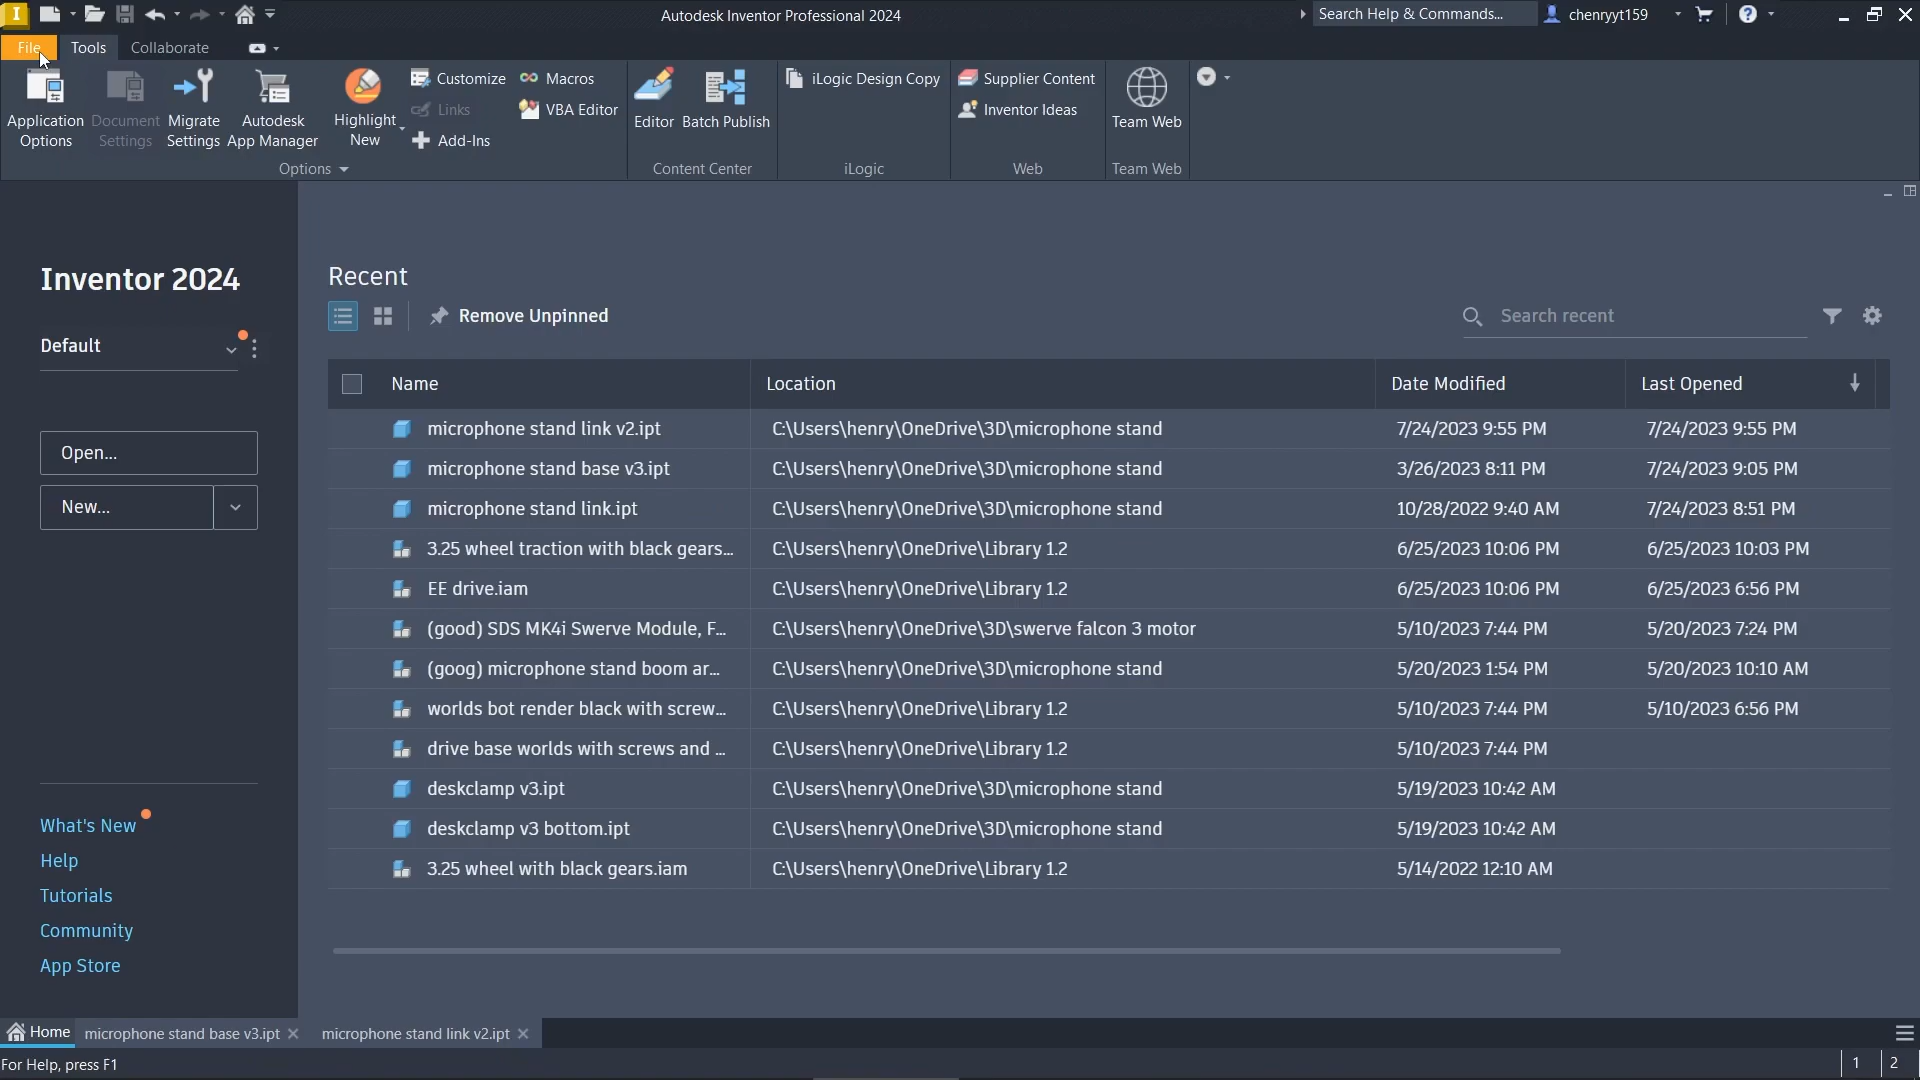 Autodesk Inventor Professional 2024
Search Help & Commands...
chenryyt159
File Tools Collaborate
Application Options
Document Settings
Migrate Settings
Autodesk App Manager
Highlight New
Customize
Links
Add-Ins
Macros
VBA Editor
Options
Editor
Batch Publish
Content Center
iLogic Design Copy
iLogic
Supplier Content
Inventor Ideas
Web
Team Web
Team Web
Inventor 2024
Default
Open...
New...
What's New
Help
Tutorials
Community
App Store
Recent
Remove Unpinned
Search recent
Name Location Date Modified Last Opened
microphone stand link v2.ipt C:\Users\henry\OneDrive\3D\microphone stand 7/24/2023 9:55 PM 7/24/2023 9:55 PM
microphone stand base v3.ipt C:\Users\henry\OneDrive\3D\microphone stand 3/26/2023 8:11 PM 7/24/2023 9:05 PM
microphone stand link.ipt C:\Users\henry\OneDrive\3D\microphone stand 10/28/2022 9:40 AM 7/24/2023 8:51 PM
3.25 wheel traction with black gears... C:\Users\henry\OneDrive\Library 1.2 6/25/2023 10:06 PM 6/25/2023 10:03 PM
EE drive.iam C:\Users\henry\OneDrive\Library 1.2 6/25/2023 10:06 PM 6/25/2023 6:56 PM
(good) SDS MK4i Swerve Module, F... C:\Users\henry\OneDrive\3D\swerve falcon 3 motor 5/10/2023 7:44 PM 5/20/2023 7:24 PM
(goog) microphone stand boom ar... C:\Users\henry\OneDrive\3D\microphone stand 5/20/2023 1:54 PM 5/20/2023 10:10 AM
worlds bot render black with screw... C:\Users\henry\OneDrive\Library 1.2 5/10/2023 7:44 PM 5/10/2023 6:56 PM
drive base worlds with screws and ... C:\Users\henry\OneDrive\Library 1.2 5/10/2023 7:44 PM
deskclamp v3.ipt C:\Users\henry\OneDrive\3D\microphone stand 5/19/2023 10:42 AM
deskclamp v3 bottom.ipt C:\Users\henry\OneDrive\3D\microphone stand 5/19/2023 10:42 AM
3.25 wheel with black gears.iam C:\Users\henry\OneDrive\Library 1.2 5/14/2022 12:10 AM
Home microphone stand base v3.ipt microphone stand link v2.ipt
For Help, press F1 1 2